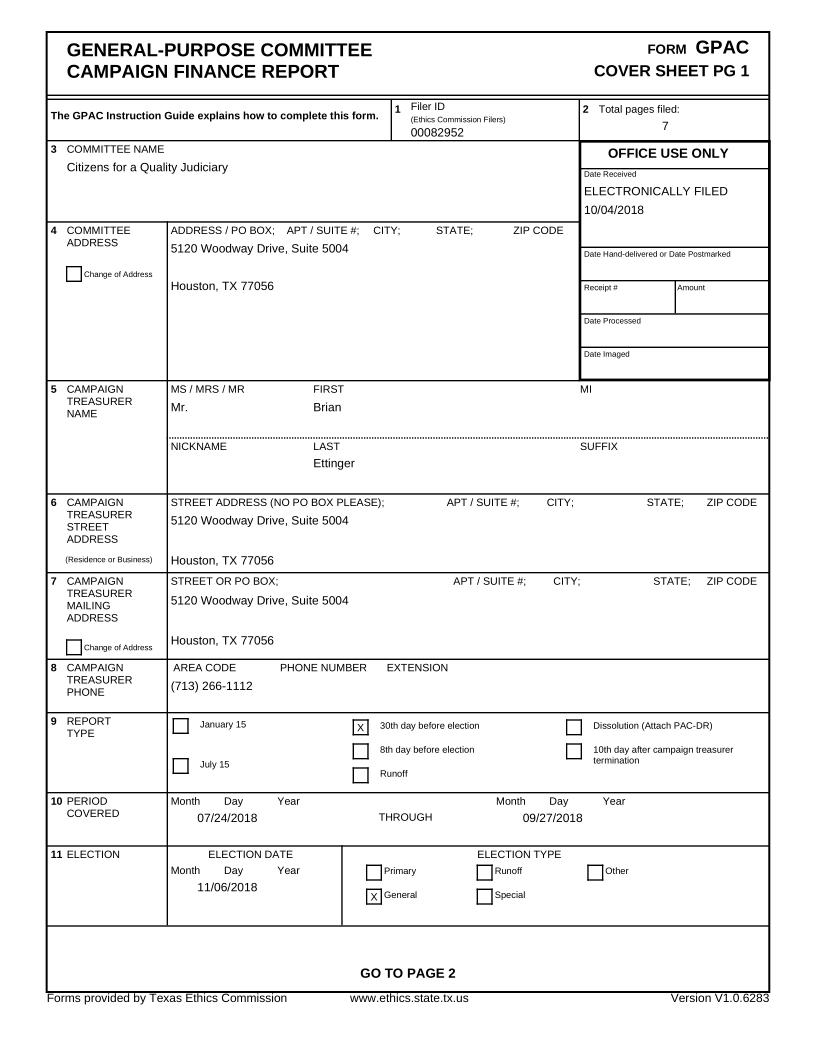 GENERAL-PURPOSE COMMITTEE
CAMPAIGN FINANCE REPORT
FORM GPAC
COVER SHEET PG 1
The GPAC Instruction Guide explains how to complete this form.
1 Filer ID
(Ethics Commission Filers)
00082952
2 Total pages filed:
7
3 COMMITTEE NAME
Citizens for a Quality Judiciary
OFFICE USE ONLY
Date Received
ELECTRONICALLY FILED
10/04/2018
Date Hand-delivered or Date Postmarked
Receipt # Amount
Date Processed
Date Imaged
4 COMMITTEE
ADDRESS
Change of Address
ADDRESS / PO BOX; APT / SUITE #; CITY; STATE; ZIP CODE
5120 Woodway Drive, Suite 5004
Houston, TX 77056
5 CAMPAIGN
TREASURER
NAME
MS / MRS / MR FIRST MI
Mr. Brian
NICKNAME LAST SUFFIX
Ettinger
6 CAMPAIGN
TREASURER
STREET
ADDRESS
(Residence or Business)
STREET ADDRESS (NO PO BOX PLEASE); APT / SUITE #; CITY; STATE; ZIP CODE
5120 Woodway Drive, Suite 5004
Houston, TX 77056
7 CAMPAIGN
TREASURER
MAILING
ADDRESS
Change of Address
STREET OR PO BOX; APT / SUITE #; CITY; STATE; ZIP CODE
5120 Woodway Drive, Suite 5004
Houston, TX 77056
8 CAMPAIGN
TREASURER
PHONE
AREA CODE PHONE NUMBER EXTENSION
(713) 266-1112
9 REPORT
TYPE
January 15
July 15
X 30th day before election
8th day before election
Runoff
Dissolution (Attach PAC-DR)
10th day after campaign treasurer
termination
10 PERIOD
COVERED
Month Day Year
07/24/2018
THROUGH
Month Day Year
09/27/2018
11 ELECTION
ELECTION DATE
Month Day Year
11/06/2018
ELECTION TYPE
Primary Runoff Other
X General Special
GO TO PAGE 2
Forms provided by Texas Ethics Commission www.ethics.state.tx.us Version V1.0.6283